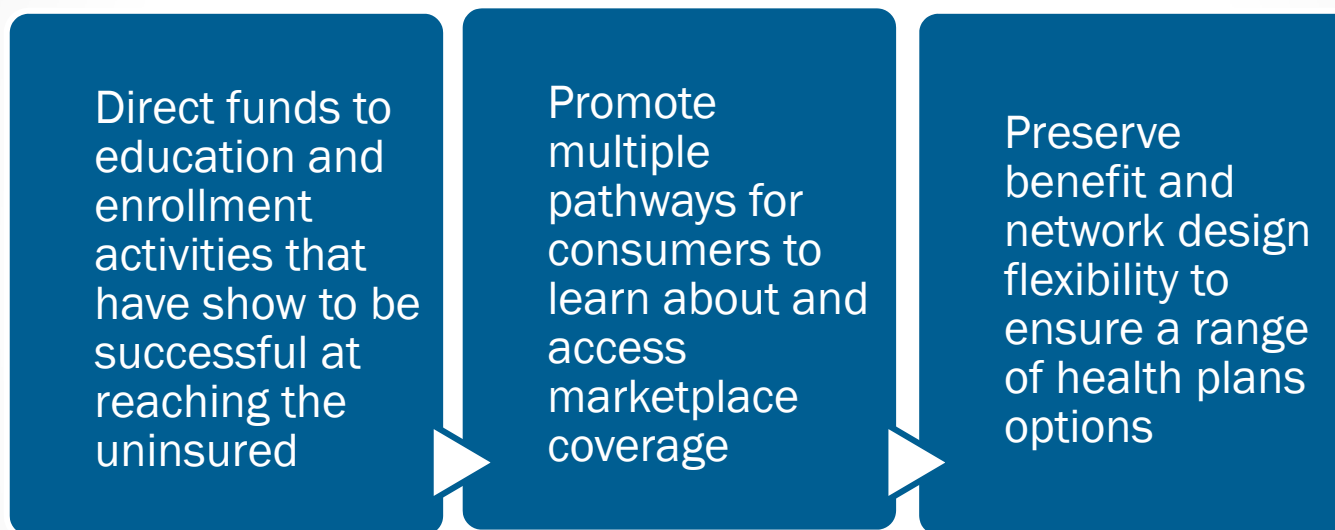 Direct funds to
education and
enrollment
activities that
have show to be
successful at
reaching the
uninsured
Promote
multiple
pathways for
consumers to
learn about and
access
marketplace
coverage
Preserve
benefit and
network design
flexibility to
ensure a range
of health plans
options